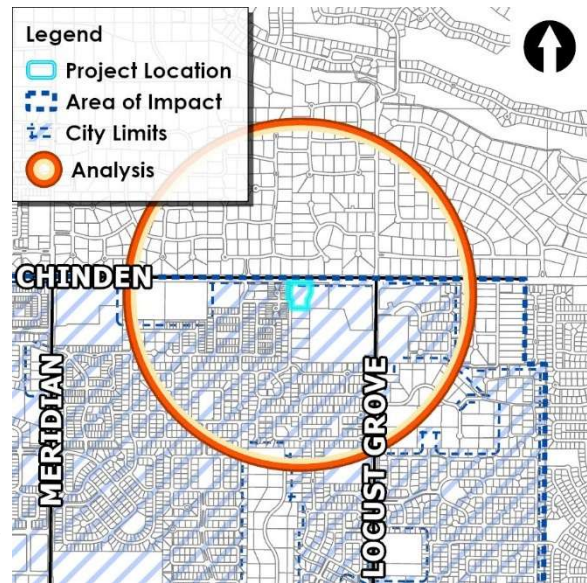 Legend
Project Location
Area of Impact
City Limits
Analysis
CHINDEN
MERIDIAN
LOCUST GROVE